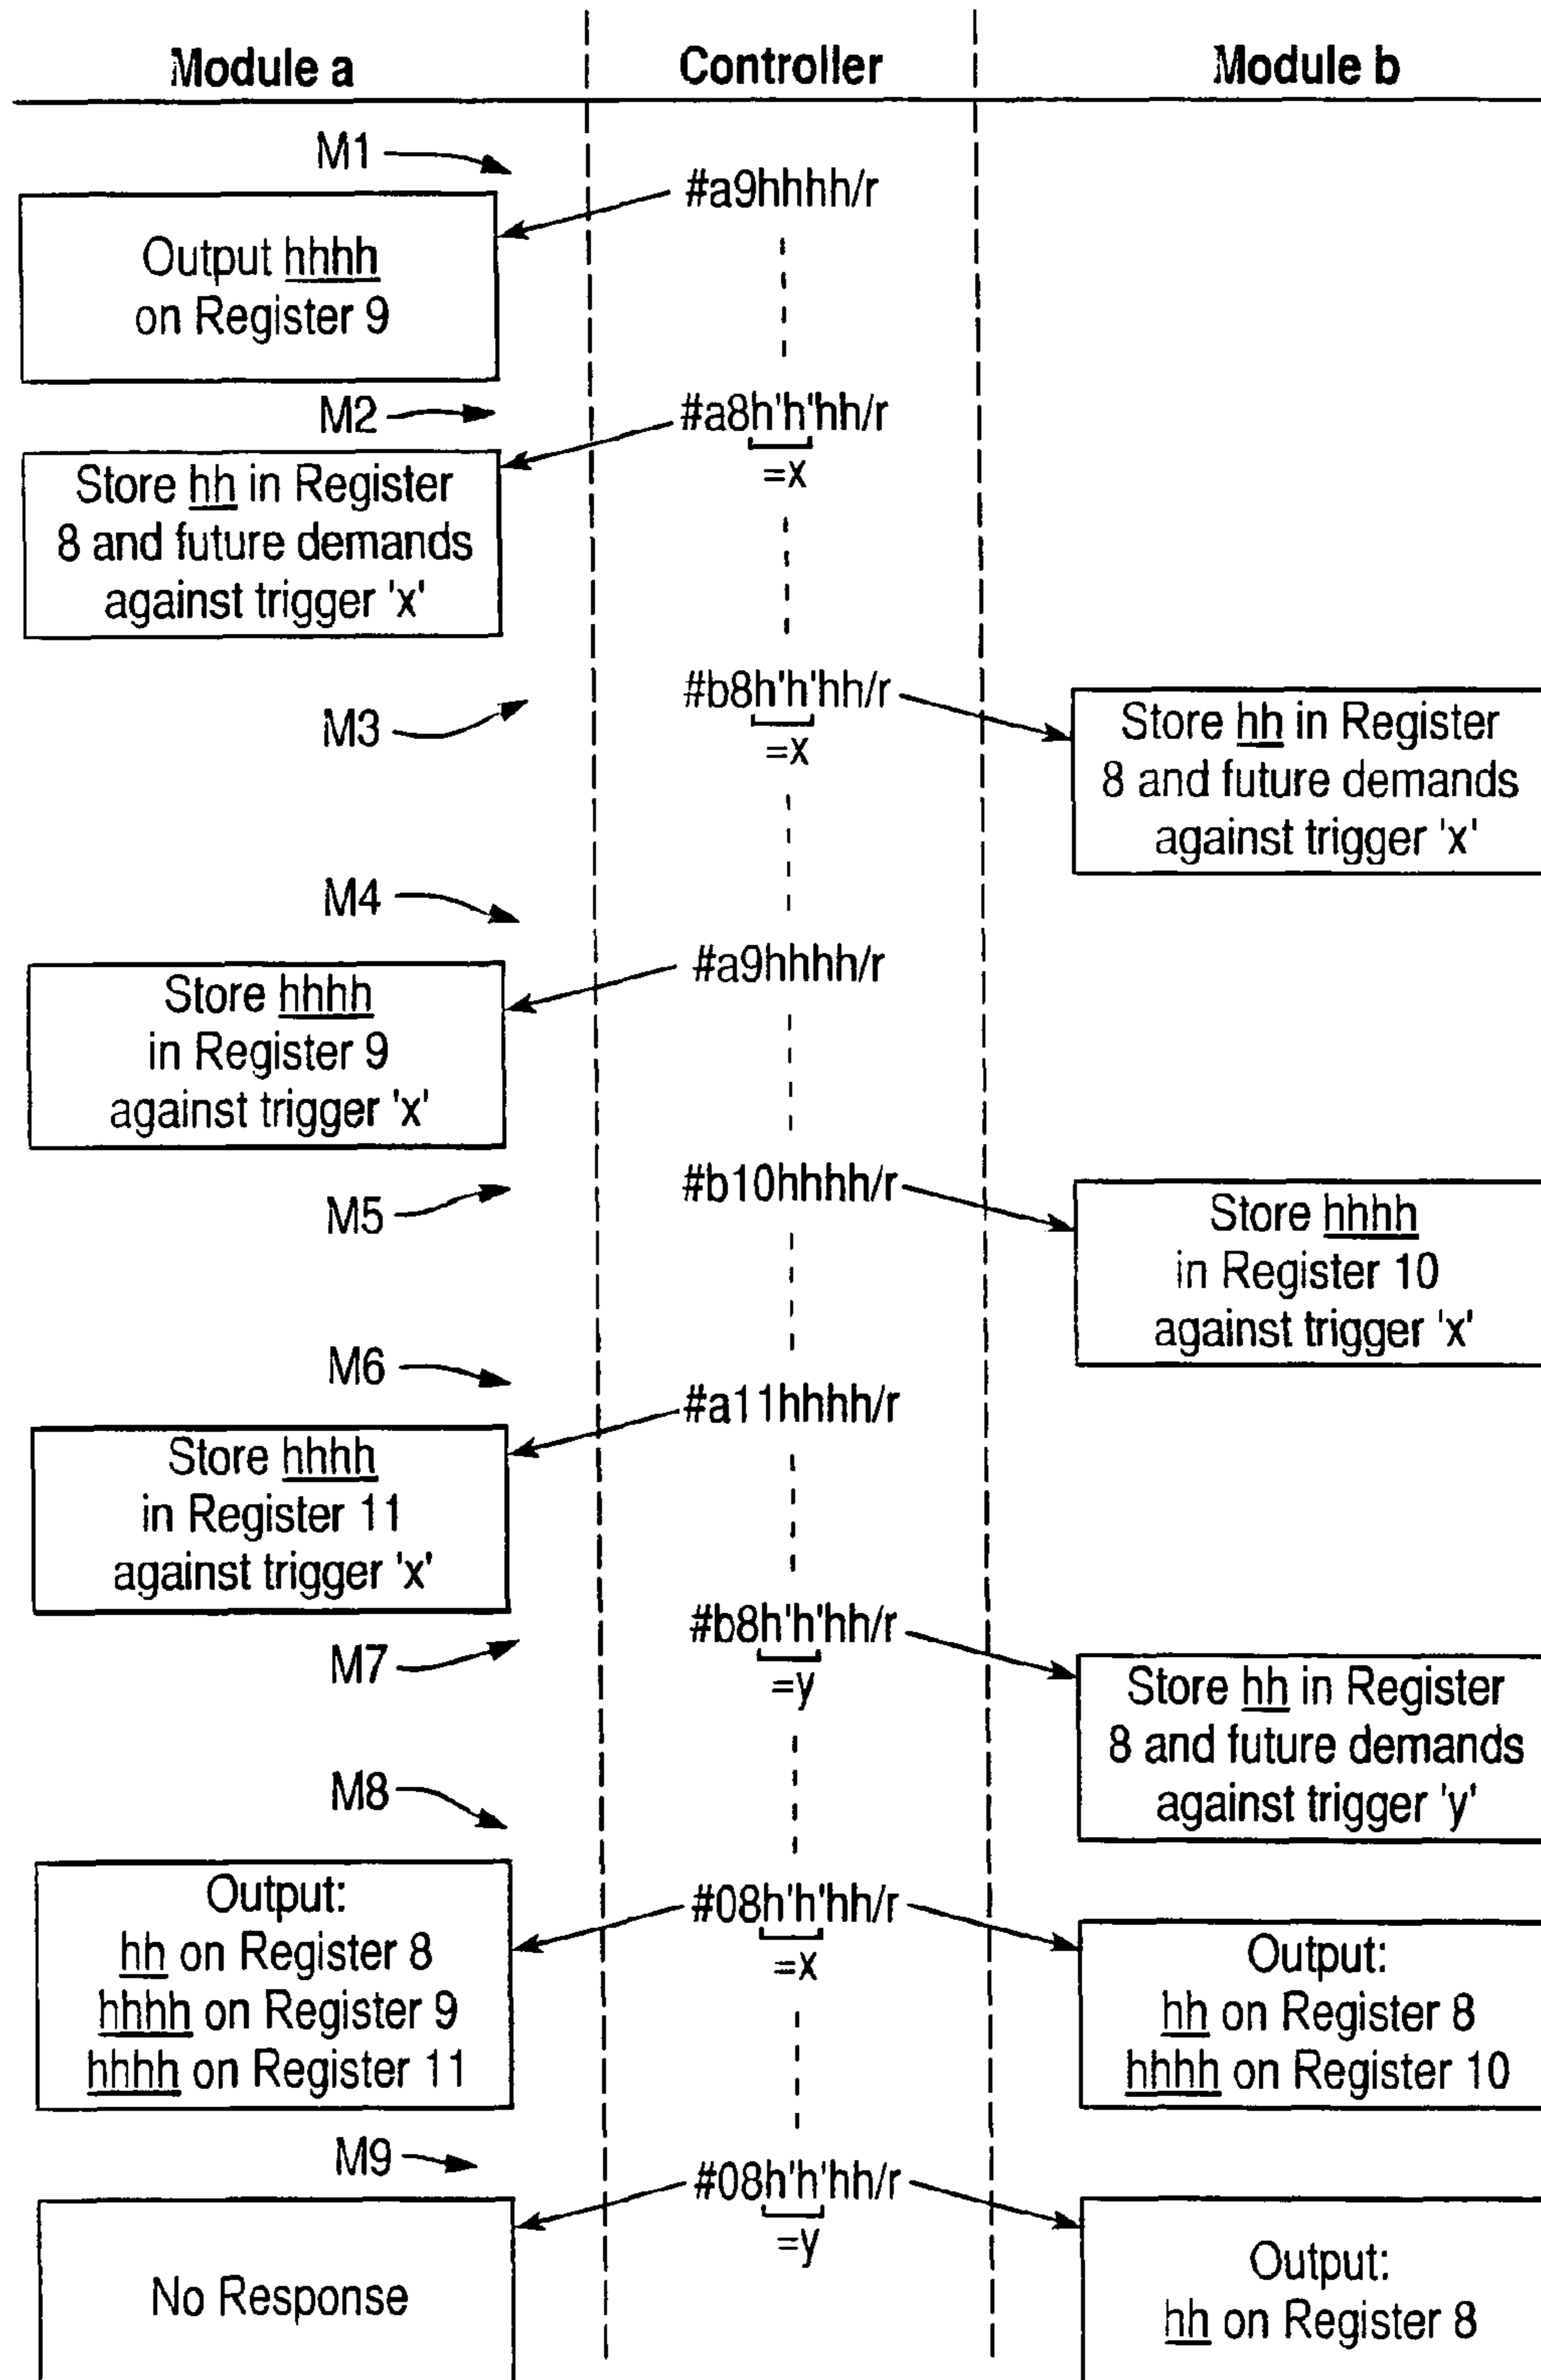 Module a
Controller
Module b
M1
#a9hhhh/r
Output hhhh
on Register 9
M2
#a8h'h'hh/r
=x
Store hh in Register
8 and future demands
against trigger 'x'
M3
#b8h'h'hh/r
=x
Store hh in Register
8 and future demands
against trigger 'x'
M4
#a9hhhh/r
Store hhhh
in Register 9
against trigger 'x'
M5
#b10hhhh/r
Store hhhh
in Register 10
against trigger 'x'
M6
#a11hhhh/r
Store hhhh
in Register 11
against trigger 'x'
M7
#b8h'h'hh/r
=y
Store hh in Register
8 and future demands
against trigger 'y'
M8
#08h'h'hh/r
=x
Output:
hh on Register 8
hhhh on Register 9
hhhh on Register 11
Output:
hh on Register 8
hhhh on Register 10
M9
#08h'h'hh/r
=y
No Response
Output:
hh on Register 8